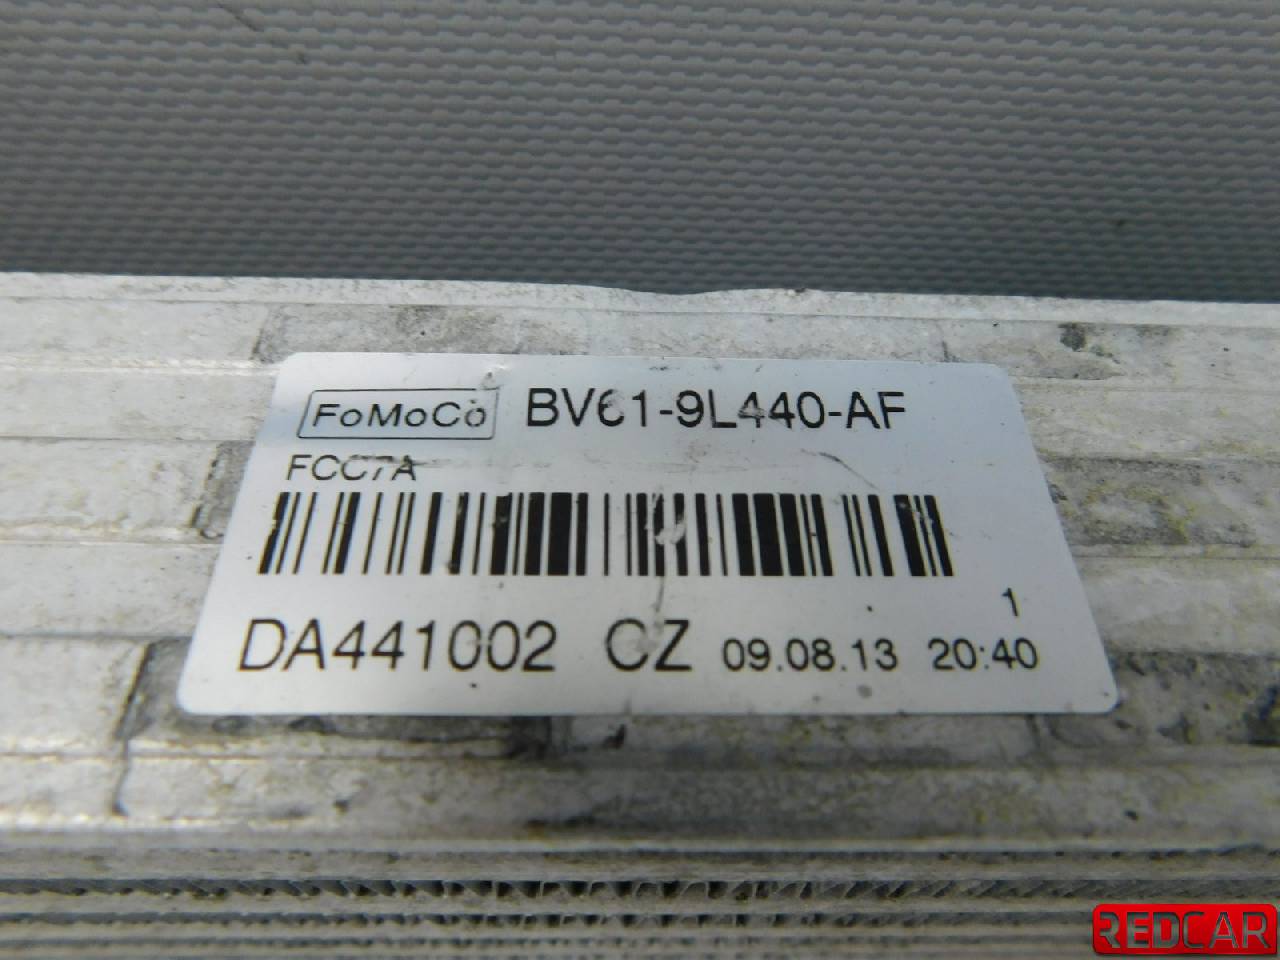 FoMoCo BV61-9L440-AF
FCC7A
1
DA441002 CZ 09.08.13 20:40
REDCAR